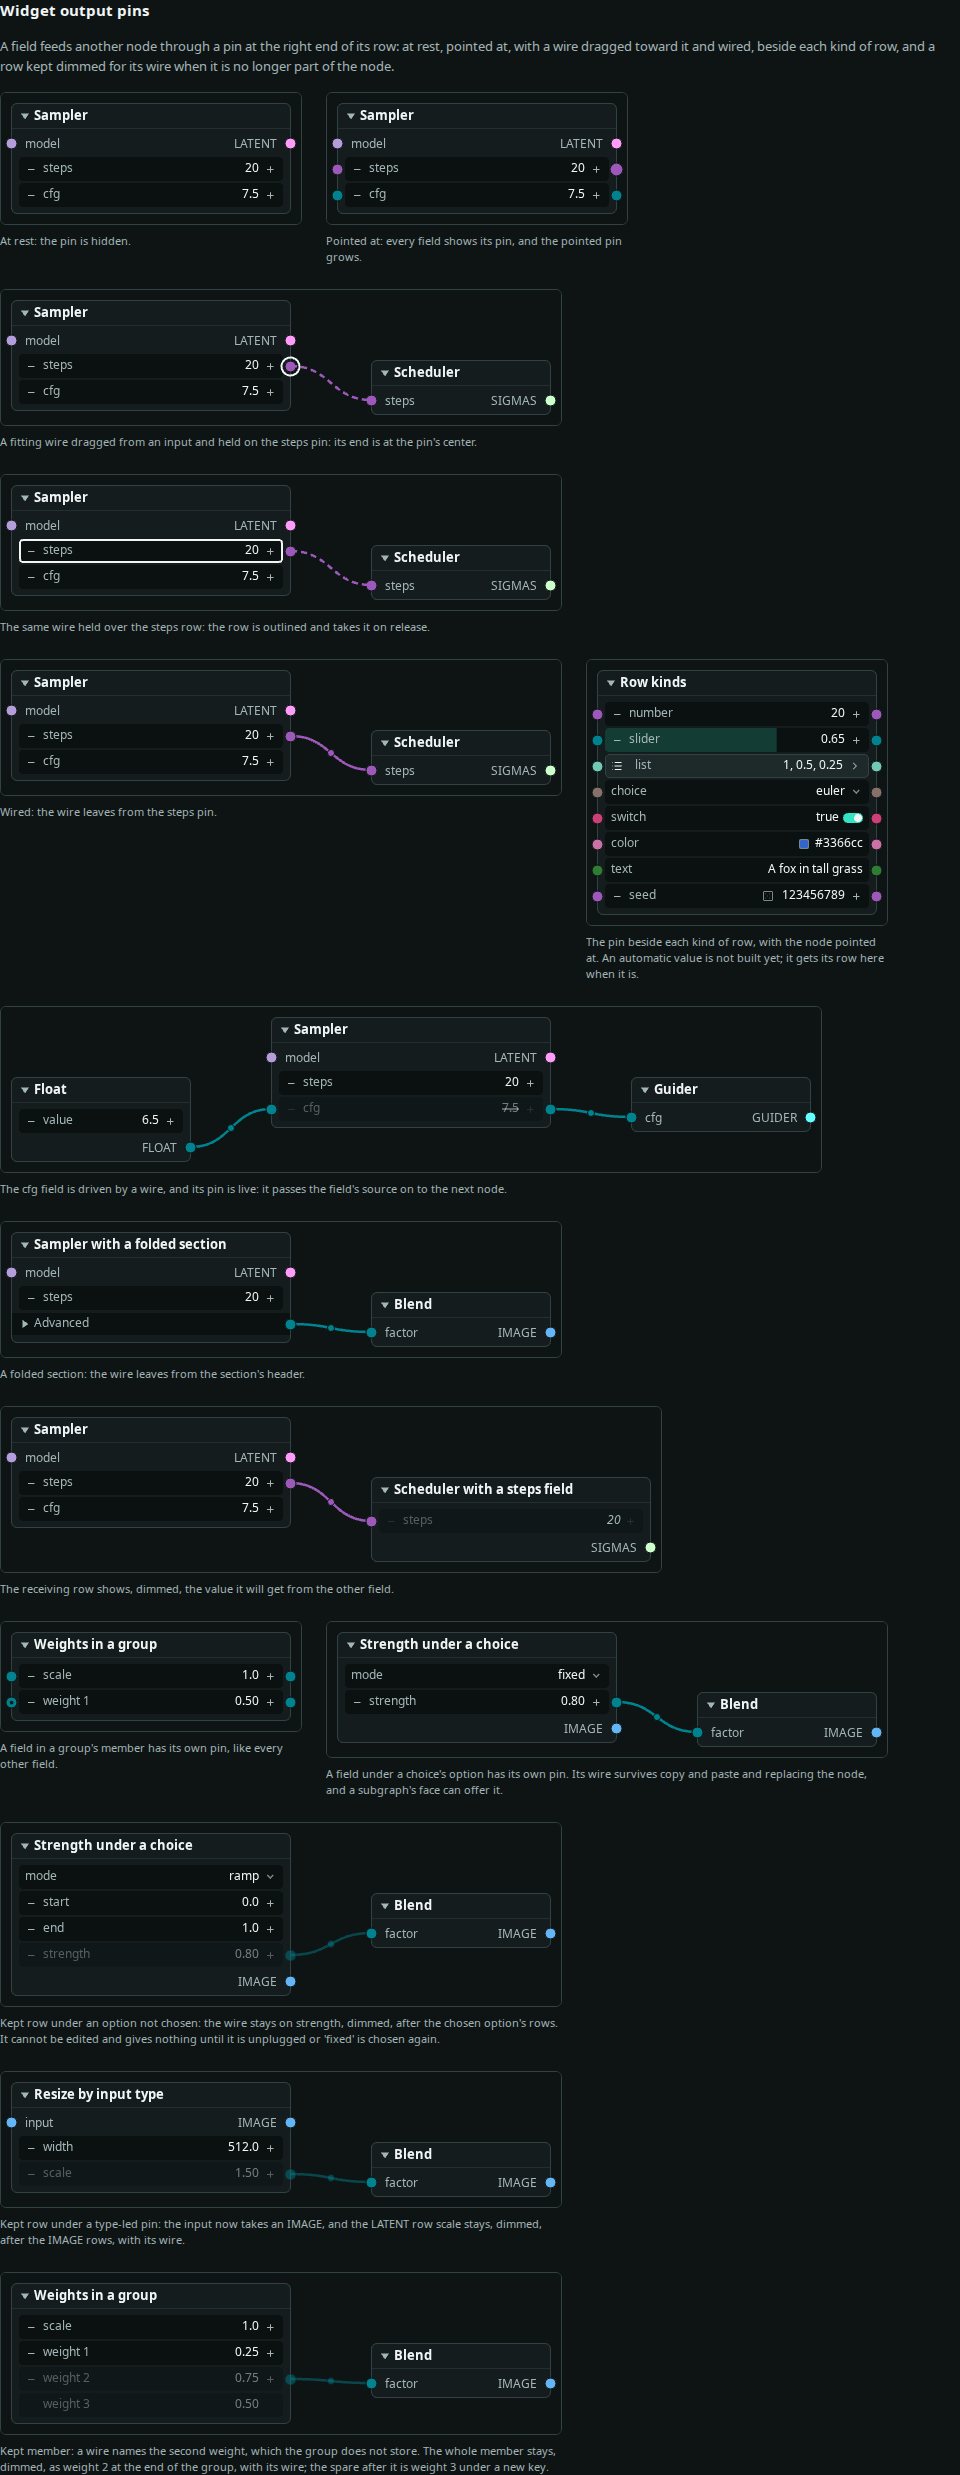 Widget output pins
A field feeds another node through a pin at the right end of its row: at rest, pointed at, with a wire dragged toward it and wired, beside each kind of row, and a
row kept dimmed for its wire when it is no longer part of the node.
Sampler
model LATENT
– steps 20 +
– cfg 7.5 +
At rest: the pin is hidden.
Sampler
model LATENT
– steps 20 +
– cfg 7.5 +
Pointed at: every field shows its pin, and the pointed pin
grows.
Sampler
model LATENT
– steps 20 +
– cfg 7.5 +
Scheduler
steps SIGMAS
A fitting wire dragged from an input and held on the steps pin: its end is at the pin's center.
Sampler
model LATENT
– steps 20 +
– cfg 7.5 +
Scheduler
steps SIGMAS
The same wire held over the steps row: the row is outlined and takes it on release.
Sampler
model LATENT
– steps 20 +
– cfg 7.5 +
Scheduler
steps SIGMAS
Wired: the wire leaves from the steps pin.
Row kinds
– number 20 +
– slider 0.65 +
list 1, 0.5, 0.25
choice euler
switch true
color #3366cc
text A fox in tall grass
– seed 123456789 +
The pin beside each kind of row, with the node pointed
at. An automatic value is not built yet; it gets its row here
when it is.
Float
– value 6.5 +
FLOAT
Sampler
model LATENT
– steps 20 +
– cfg 7.5 +
Guider
cfg GUIDER
The cfg field is driven by a wire, and its pin is live: it passes the field's source on to the next node.
Sampler with a folded section
model LATENT
– steps 20 +
Advanced
Blend
factor IMAGE
A folded section: the wire leaves from the section's header.
Sampler
model LATENT
– steps 20 +
– cfg 7.5 +
Scheduler with a steps field
– steps 20 +
SIGMAS
The receiving row shows, dimmed, the value it will get from the other field.
Weights in a group
– scale 1.0 +
– weight 1 0.50 +
A field in a group's member has its own pin, like every
other field.
Strength under a choice
mode fixed
– strength 0.80 +
IMAGE
Blend
factor IMAGE
A field under a choice's option has its own pin. Its wire survives copy and paste and replacing the node,
and a subgraph's face can offer it.
Strength under a choice
mode ramp
– start 0.0 +
– end 1.0 +
– strength 0.80 +
IMAGE
Blend
factor IMAGE
Kept row under an option not chosen: the wire stays on strength, dimmed, after the chosen option's rows.
It cannot be edited and gives nothing until it is unplugged or 'fixed' is chosen again.
Resize by input type
input IMAGE
– width 512.0 +
– scale 1.50 +
Blend
factor IMAGE
Kept row under a type-led pin: the input now takes an IMAGE, and the LATENT row scale stays, dimmed,
after the IMAGE rows, with its wire.
Weights in a group
– scale 1.0 +
– weight 1 0.25 +
– weight 2 0.75 +
weight 3 0.50
Blend
factor IMAGE
Kept member: a wire names the second weight, which the group does not store. The whole member stays,
dimmed, as weight 2 at the end of the group, with its wire; the spare after it is weight 3 under a new key.